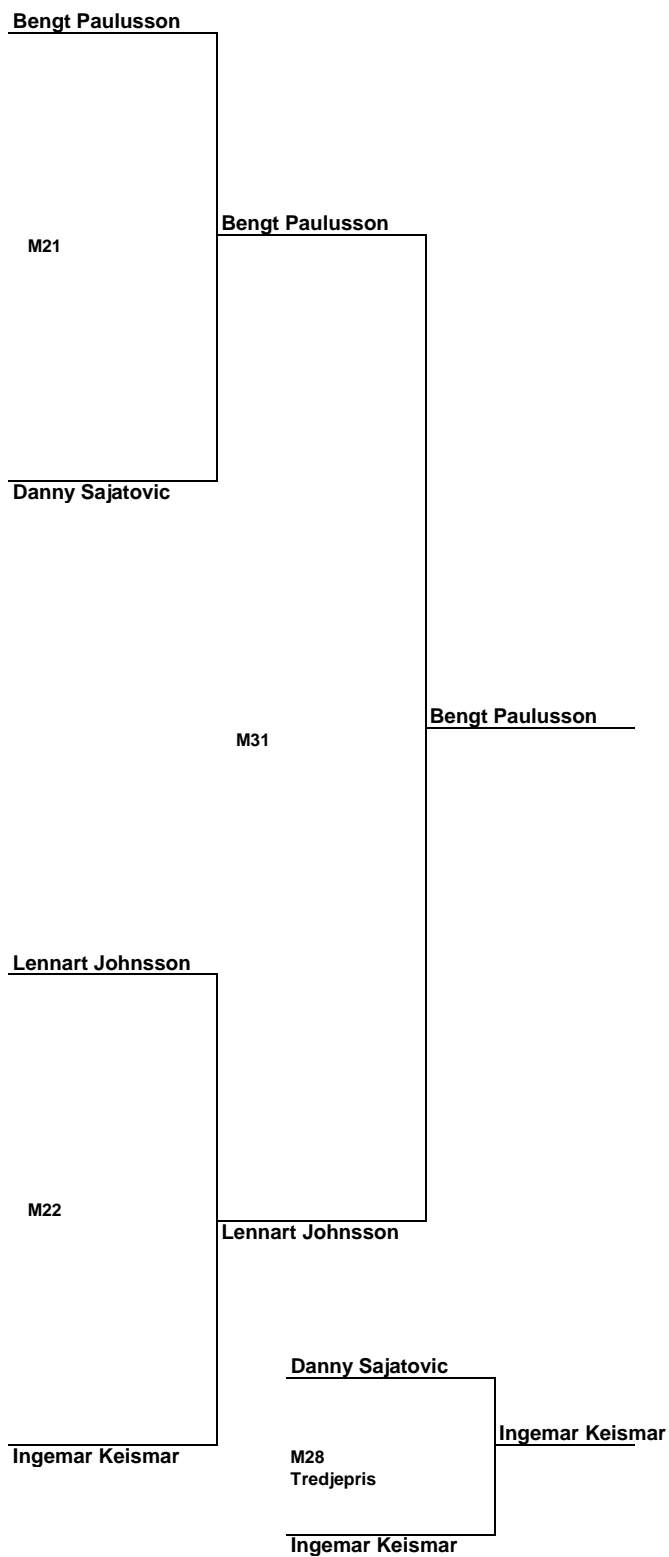 Bengt Paulusson
Bengt Paulusson
M21
Danny Sajatovic
Bengt Paulusson
M31
Lennart Johnsson
M22
Lennart Johnsson
Danny Sajatovic
Ingemar Keismar
Ingemar Keismar
M28
Tredjepris
Ingemar Keismar